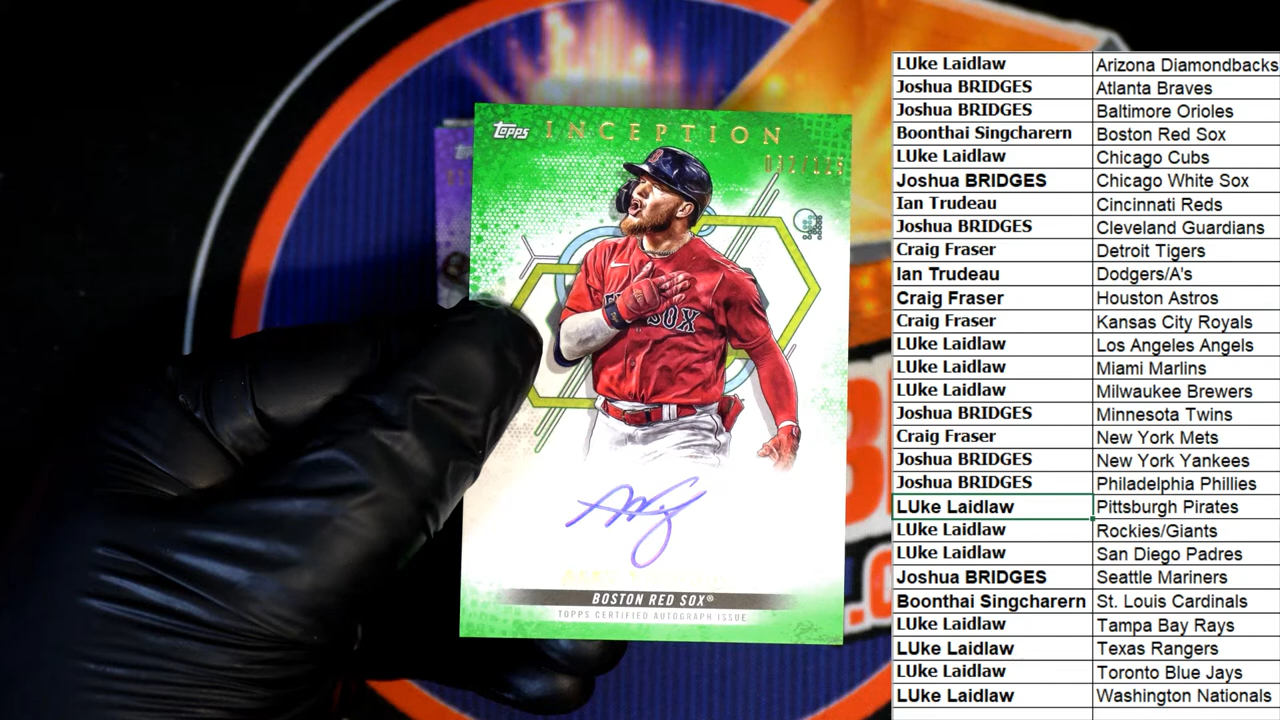 Topps INCEPTION
BOSTON RED SOX®
TOPPS CERTIFIED AUTOGRAPH ISSUE
LUke Laidlaw Arizona Diamondbacks
Joshua BRIDGES Atlanta Braves
Joshua BRIDGES Baltimore Orioles
Boonthai Singcharern Boston Red Sox
LUke Laidlaw Chicago Cubs
Joshua BRIDGES Chicago White Sox
Ian Trudeau Cincinnati Reds
Joshua BRIDGES Cleveland Guardians
Craig Fraser Detroit Tigers
Ian Trudeau Dodgers/A's
Craig Fraser Houston Astros
Craig Fraser Kansas City Royals
LUke Laidlaw Los Angeles Angels
LUke Laidlaw Miami Marlins
LUke Laidlaw Milwaukee Brewers
Joshua BRIDGES Minnesota Twins
Craig Fraser New York Mets
Joshua BRIDGES New York Yankees
Joshua BRIDGES Philadelphia Phillies
LUke Laidlaw Pittsburgh Pirates
LUke Laidlaw Rockies/Giants
LUke Laidlaw San Diego Padres
Joshua BRIDGES Seattle Mariners
Boonthai Singcharern St. Louis Cardinals
LUke Laidlaw Tampa Bay Rays
LUke Laidlaw Texas Rangers
LUke Laidlaw Toronto Blue Jays
LUke Laidlaw Washington Nationals